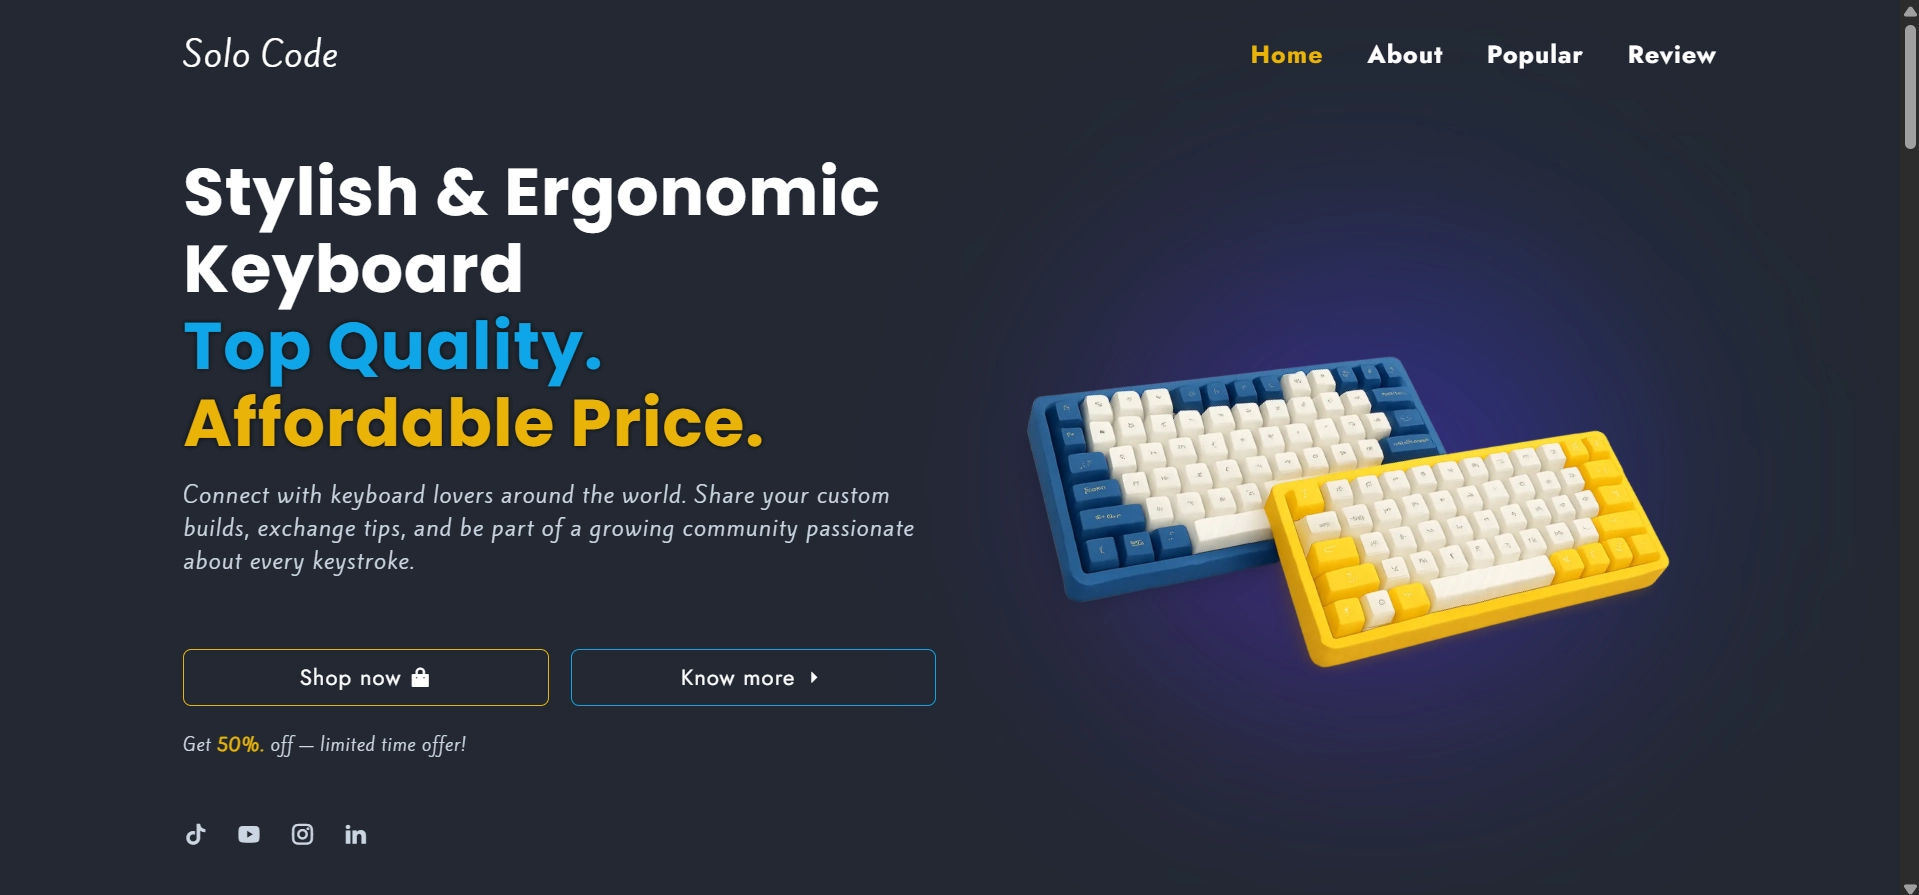 Solo Code
Home About Popular Review
Stylish & Ergonomic
Keyboard
Top Quality.
Affordable Price.
Connect with keyboard lovers around the world. Share your custom
builds, exchange tips, and be part of a growing community passionate
about every keystroke.
Shop now
Know more
Get 50%. off — limited time offer!
in